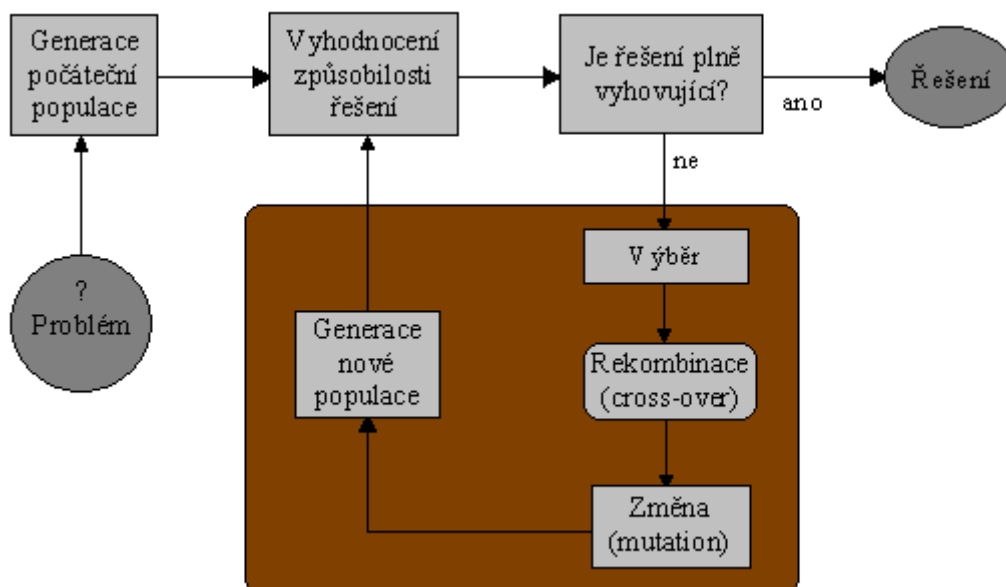 Generace
počáteční
populace
Vyhodnocení
způsobilosti
řešení
Je řešení plně
vyhovující?
ano
Řešení
ne
?
Problém
Výběr
Rekombinace
(cross-over)
Změna
(mutation)
Generace
nové
populace